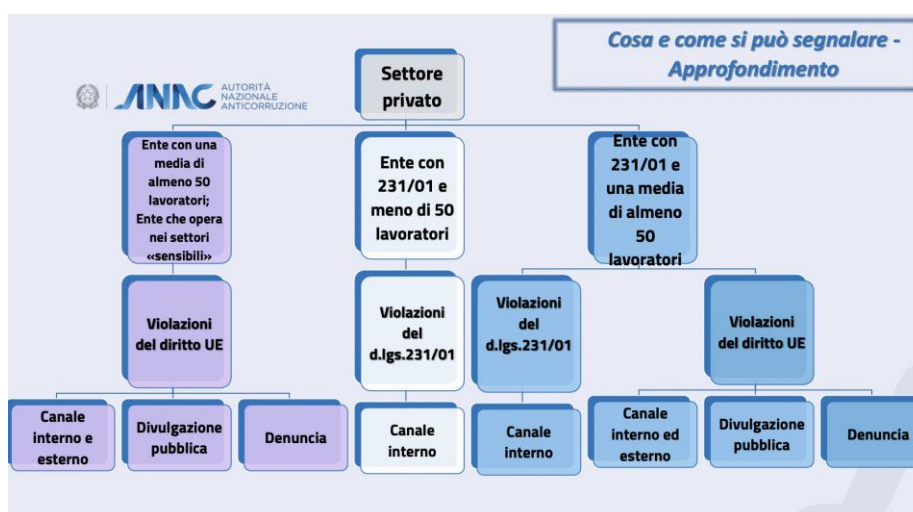 Cosa e come si può segnalare -
Approfondimento
ANAC
AUTORITÀ
NAZIONALE
ANTICORRUZIONE
Settore
privato
Ente con una
media di
almeno 50
lavoratori;
Ente che opera
nei settori
«sensibili»
Ente con
231/01 e
meno di 50
lavoratori
Ente con
231/01 e
una media
di almeno
50
lavoratori
Violazioni
del diritto UE
Violazioni
del
d.lgs.231/01
Violazioni
del
d.lgs.231/01
Violazioni
del diritto UE
Canale
interno e
esterno
Divulgazione
pubblica
Denuncia
Canale
interno
Canale
interno
Canale
interno ed
esterno
Divulgazione
pubblica
Denuncia